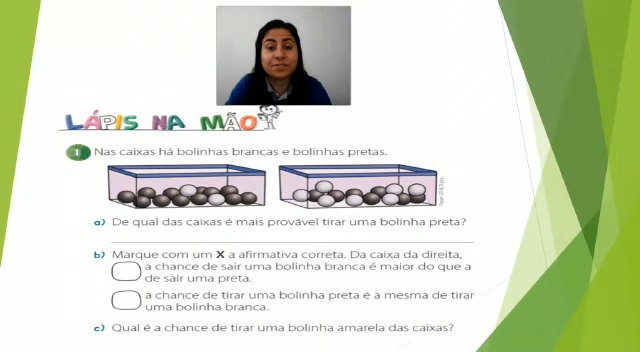 LÁPIS NA MÃO
1 Nas caixas há bolinhas brancas e bolinhas pretas.
a) De qual das caixas é mais provável tirar uma bolinha preta?
b) Marque com um X a afirmativa correta. Da caixa da direita,
a chance de sair uma bolinha branca é maior do que a
de sair uma preta.
a chance de tirar uma bolinha preta é a mesma de tirar
uma bolinha branca.
c) Qual é a chance de tirar uma bolinha amarela das caixas?